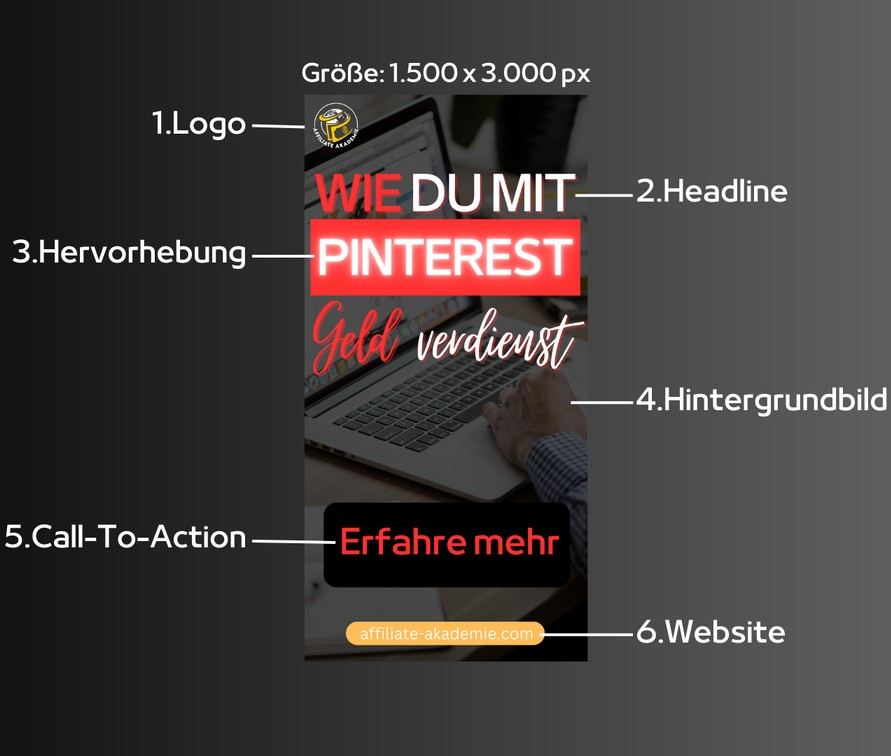 Größe: 1.500 x 3.000 px
1.Logo
AFFILIATE AKADEMIE
WIE DU MIT
2.Headline
3.Hervorhebung
PINTEREST
Geld verdienst
4.Hintergrundbild
5.Call-To-Action
Erfahre mehr
affiliate-akademie.com
6.Website